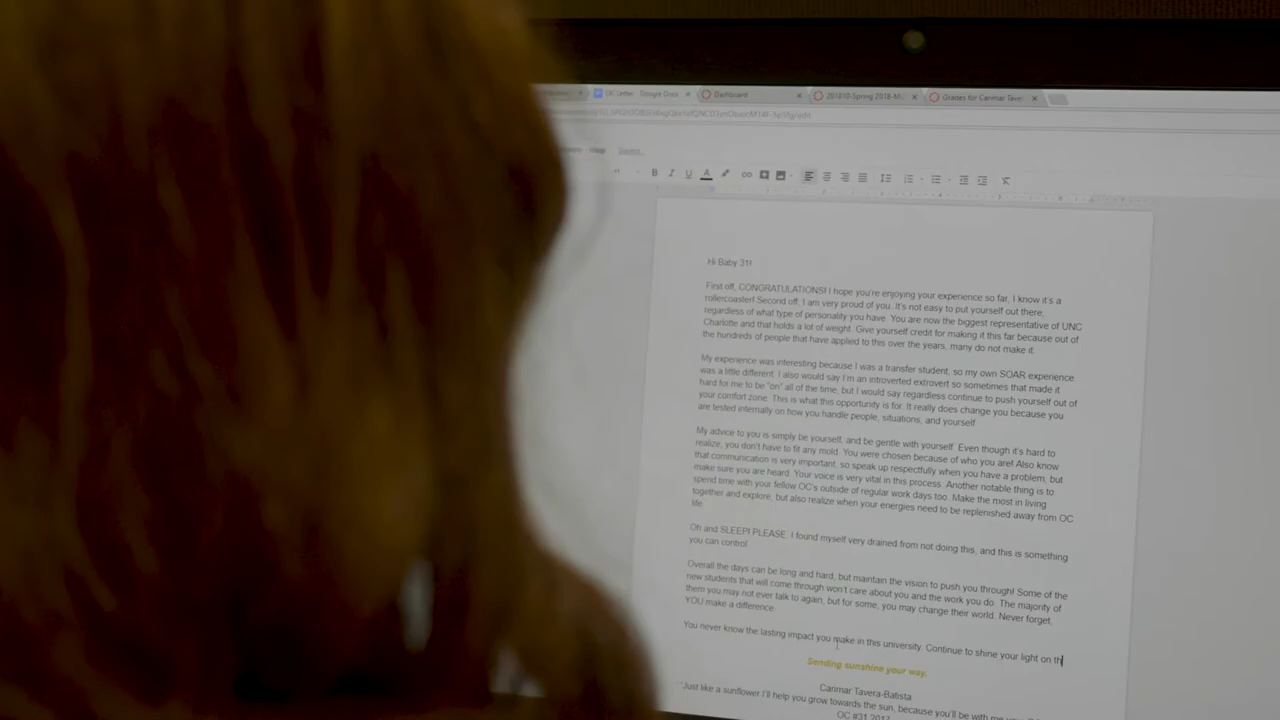 OC Letter - Google Docs
Dashboard
201810-Spring 2018-M
Grades for Carimar Taver
Help
B I U A
Hi Baby 31!
First off, CONGRATULATIONS! I hope you're enjoying your experience so far, I know it's a
rollercoaster! Second off, I am very proud of you. It's not easy to put yourself out there,
regardless of what type of personality you have. You are now the biggest representative of UNC
Charlotte and that holds a lot of weight. Give yourself credit for making it this far because out of
the hundreds of people that have applied to this over the years, many do not make it.
My experience was interesting because I was a transfer student, so my own SOAR experience
was a little different. I also would say I'm an introverted extrovert so sometimes that made it
hard for me to be "on" all of the time, but I would say regardless continue to push yourself out of
your comfort zone. This is what this opportunity is for. It really does change you because you
are tested internally on how you handle people, situations, and yourself.
My advice to you is simply be yourself, and be gentle with yourself. Even though it's hard to
realize, you don't have to fit any mold. You were chosen because of who you are! Also know
that communication is very important, so speak up respectfully when you have a problem, but
make sure you are heard. Your voice is very vital in this process. Another notable thing is to
spend time with your fellow OC's outside of regular work days too. Make the most in living
together and explore, but also realize when your energies need to be replenished away from OC
life.
Oh and SLEEP! PLEASE. I found myself very drained from not doing this, and this is something
you can control.
Overall the days can be long and hard, but maintain the vision to push you through! Some of the
new students that will come through won't care about you and the work you do. The majority of
them you may not ever talk to again, but for some, you may change their world. Never forget,
YOU make a difference.
You never know the lasting impact you make in this university. Continue to shine your light on th
Sending sunshine your way,
Carimar Tavera-Batista
"Just like a sunflower I'll help you grow towards the sun, because you'll be with me
OC #31 2017